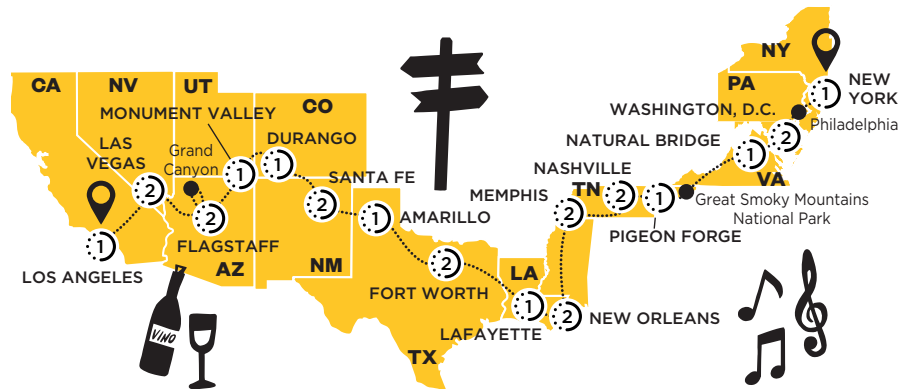 NY
CA
NV
UT
PA
NEW
YORK
CO
MONUMENT VALLEY
WASHINGTON, D.C.
1
Philadelphia
DURANGO
LAS
VEGAS
Grand
Canyon
NATURAL BRIDGE
2
1
1
1
NASHVILLE
SANTA FE
VA
2
TN
2
1
MEMPHIS
Great Smoky Mountains
National Park
2
2
1
AMARILLO
2
PIGEON FORGE
FLAGSTAFF
1
LOS ANGELES
AZ
NM
2
LA
FORT WORTH
1
2
NEW ORLEANS
LAFAYETTE
VINO
TX